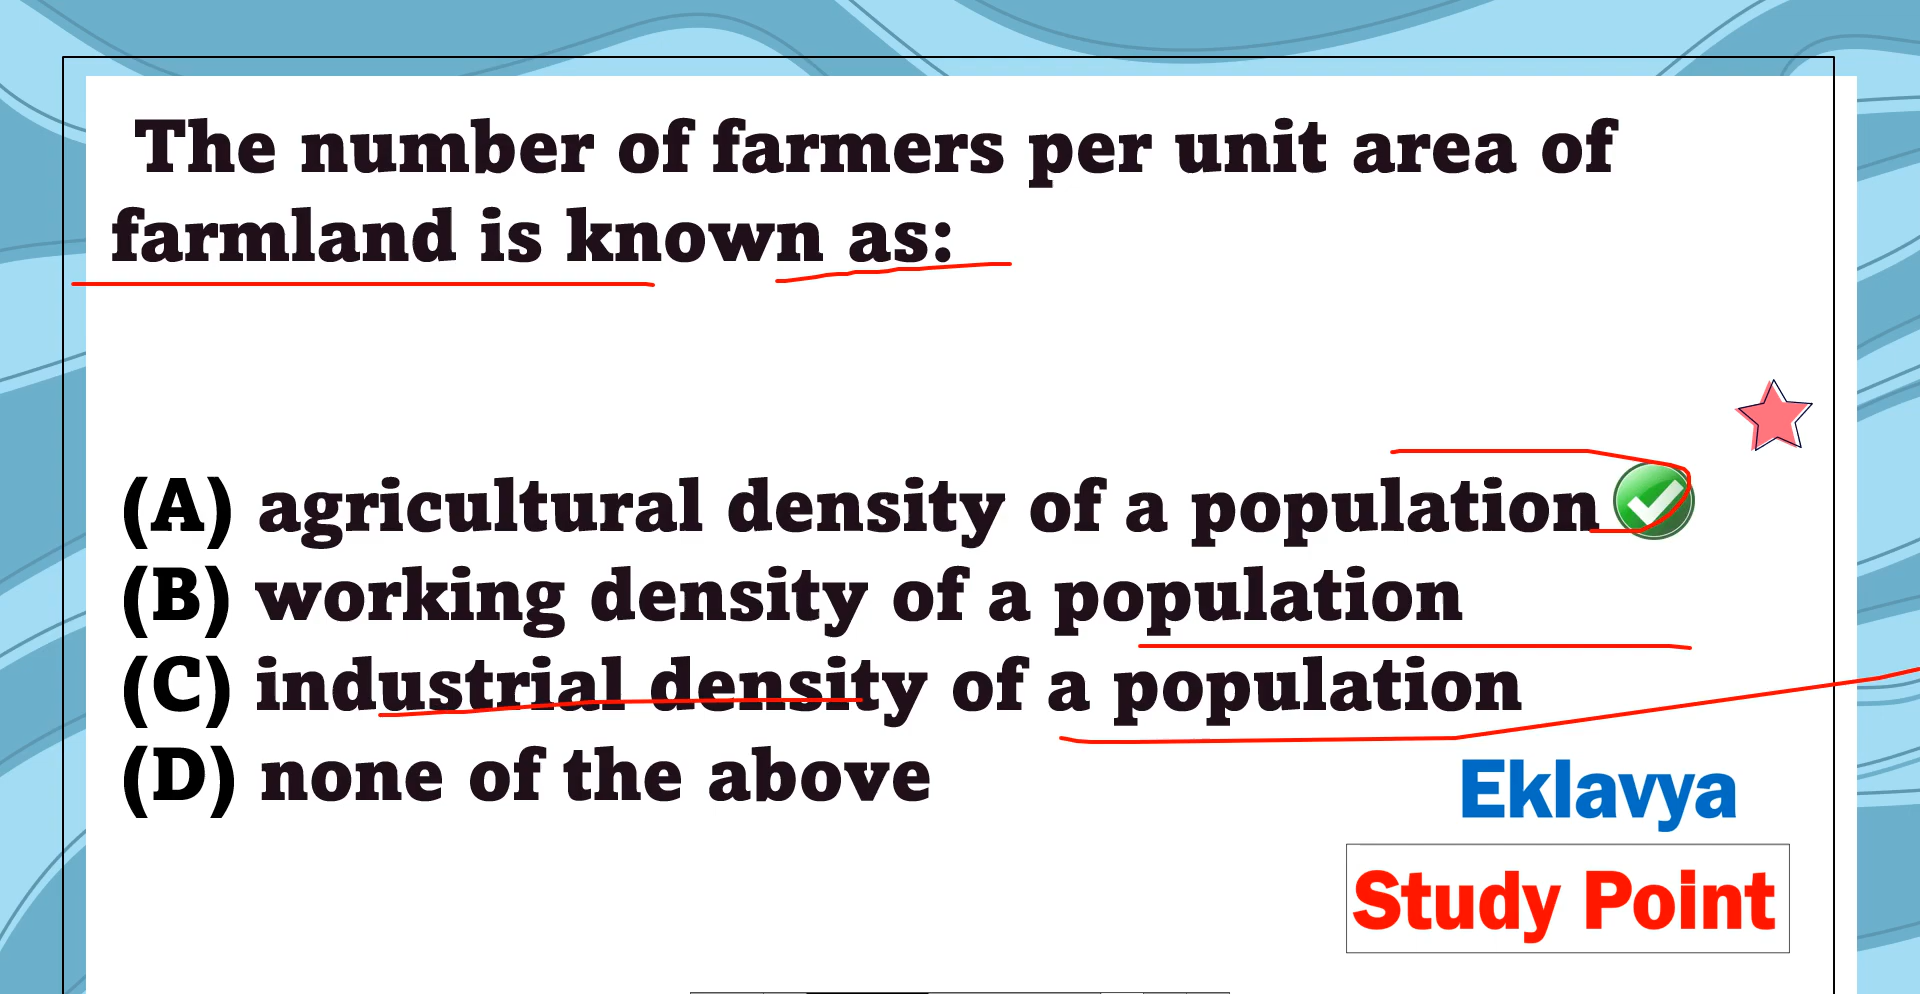 The number of farmers per unit area of
farmland is known as:
(A) agricultural density of a population
(B) working density of a population
(C) industrial density of a population
(D) none of the above
Eklavya
Study Point